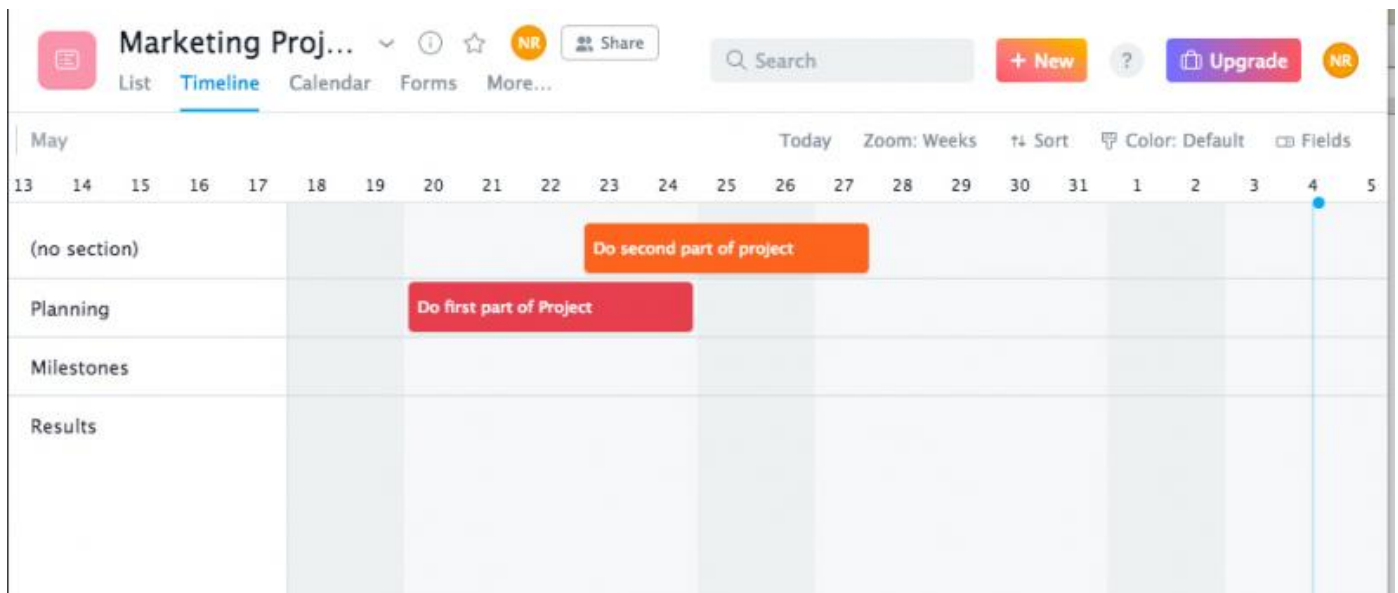 Marketing Proj... NR Share Search + New ? Upgrade NR
List Timeline Calendar Forms More...
May Today Zoom: Weeks Sort Color: Default Fields
13 14 15 16 17 18 19 20 21 22 23 24 25 26 27 28 29 30 31 1 2 3 4 5
(no section) Do second part of project
Planning Do first part of Project
Milestones
Results